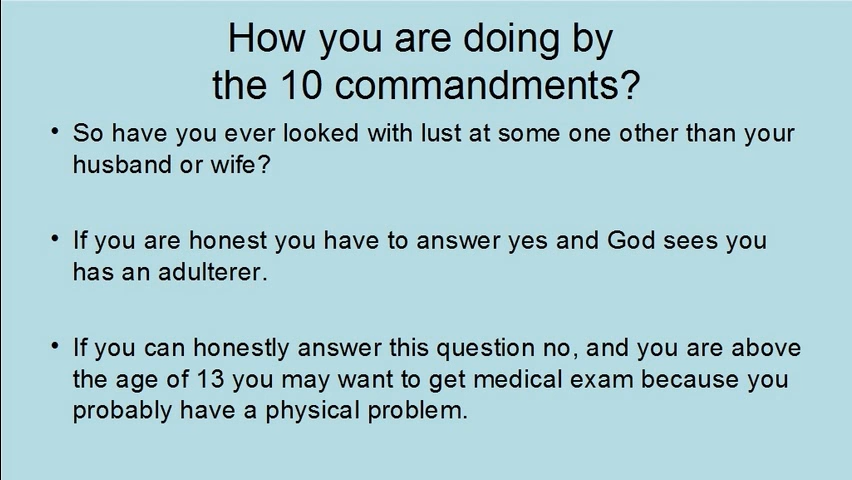 How you are doing by
the 10 commandments?
• So have you ever looked with lust at some one other than your
husband or wife?
• If you are honest you have to answer yes and God sees you
has an adulterer.
• If you can honestly answer this question no, and you are above
the age of 13 you may want to get medical exam because you
probably have a physical problem.